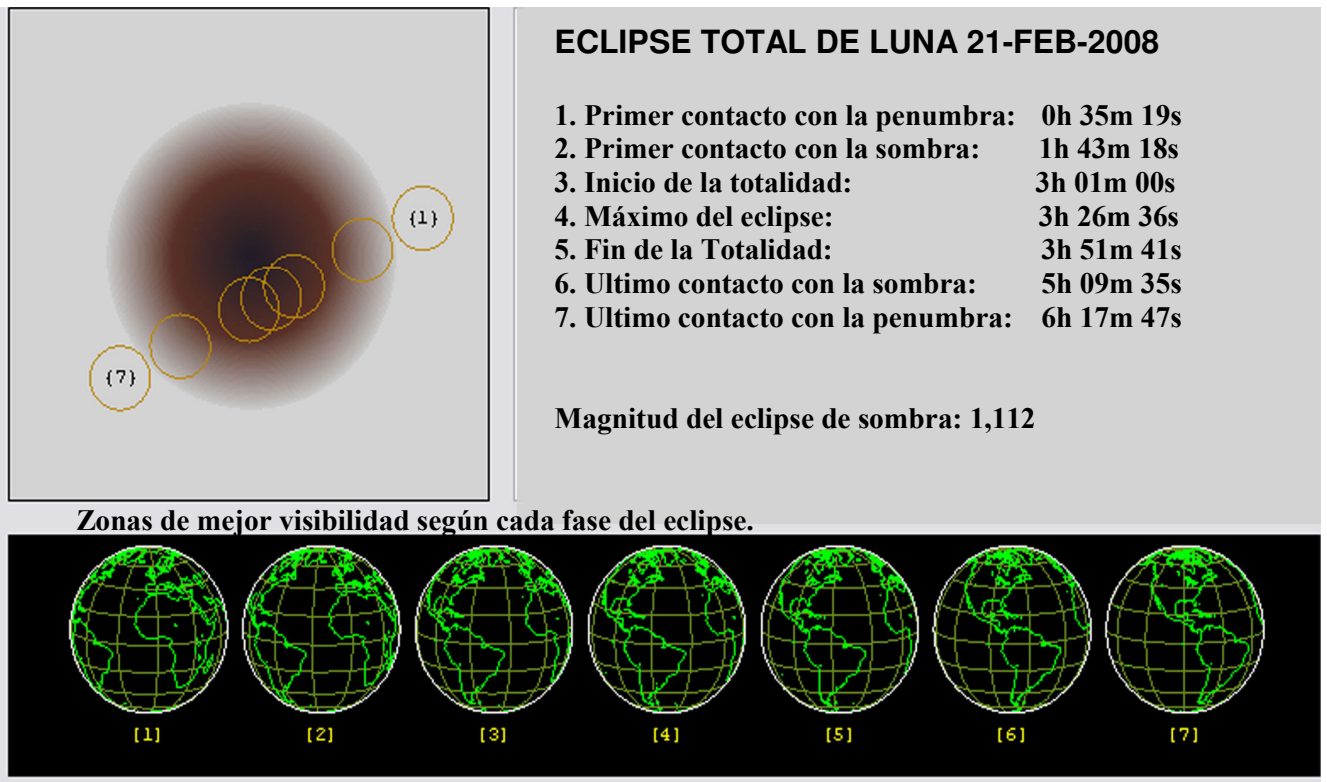 ECLIPSE TOTAL DE LUNA 21-FEB-2008
1. Primer contacto con la penumbra: 0h 35m 19s
2. Primer contacto con la sombra: 1h 43m 18s
3. Inicio de la totalidad: 3h 01m 00s
4. Máximo del eclipse: 3h 26m 36s
5. Fin de la Totalidad: 3h 51m 41s
6. Ultimo contacto con la sombra: 5h 09m 35s
7. Ultimo contacto con la penumbra: 6h 17m 47s
Magnitud del eclipse de sombra: 1,112
{1}
{7}
Zonas de mejor visibilidad según cada fase del eclipse.
[1] [2] [3] [4] [5] [6] [7]